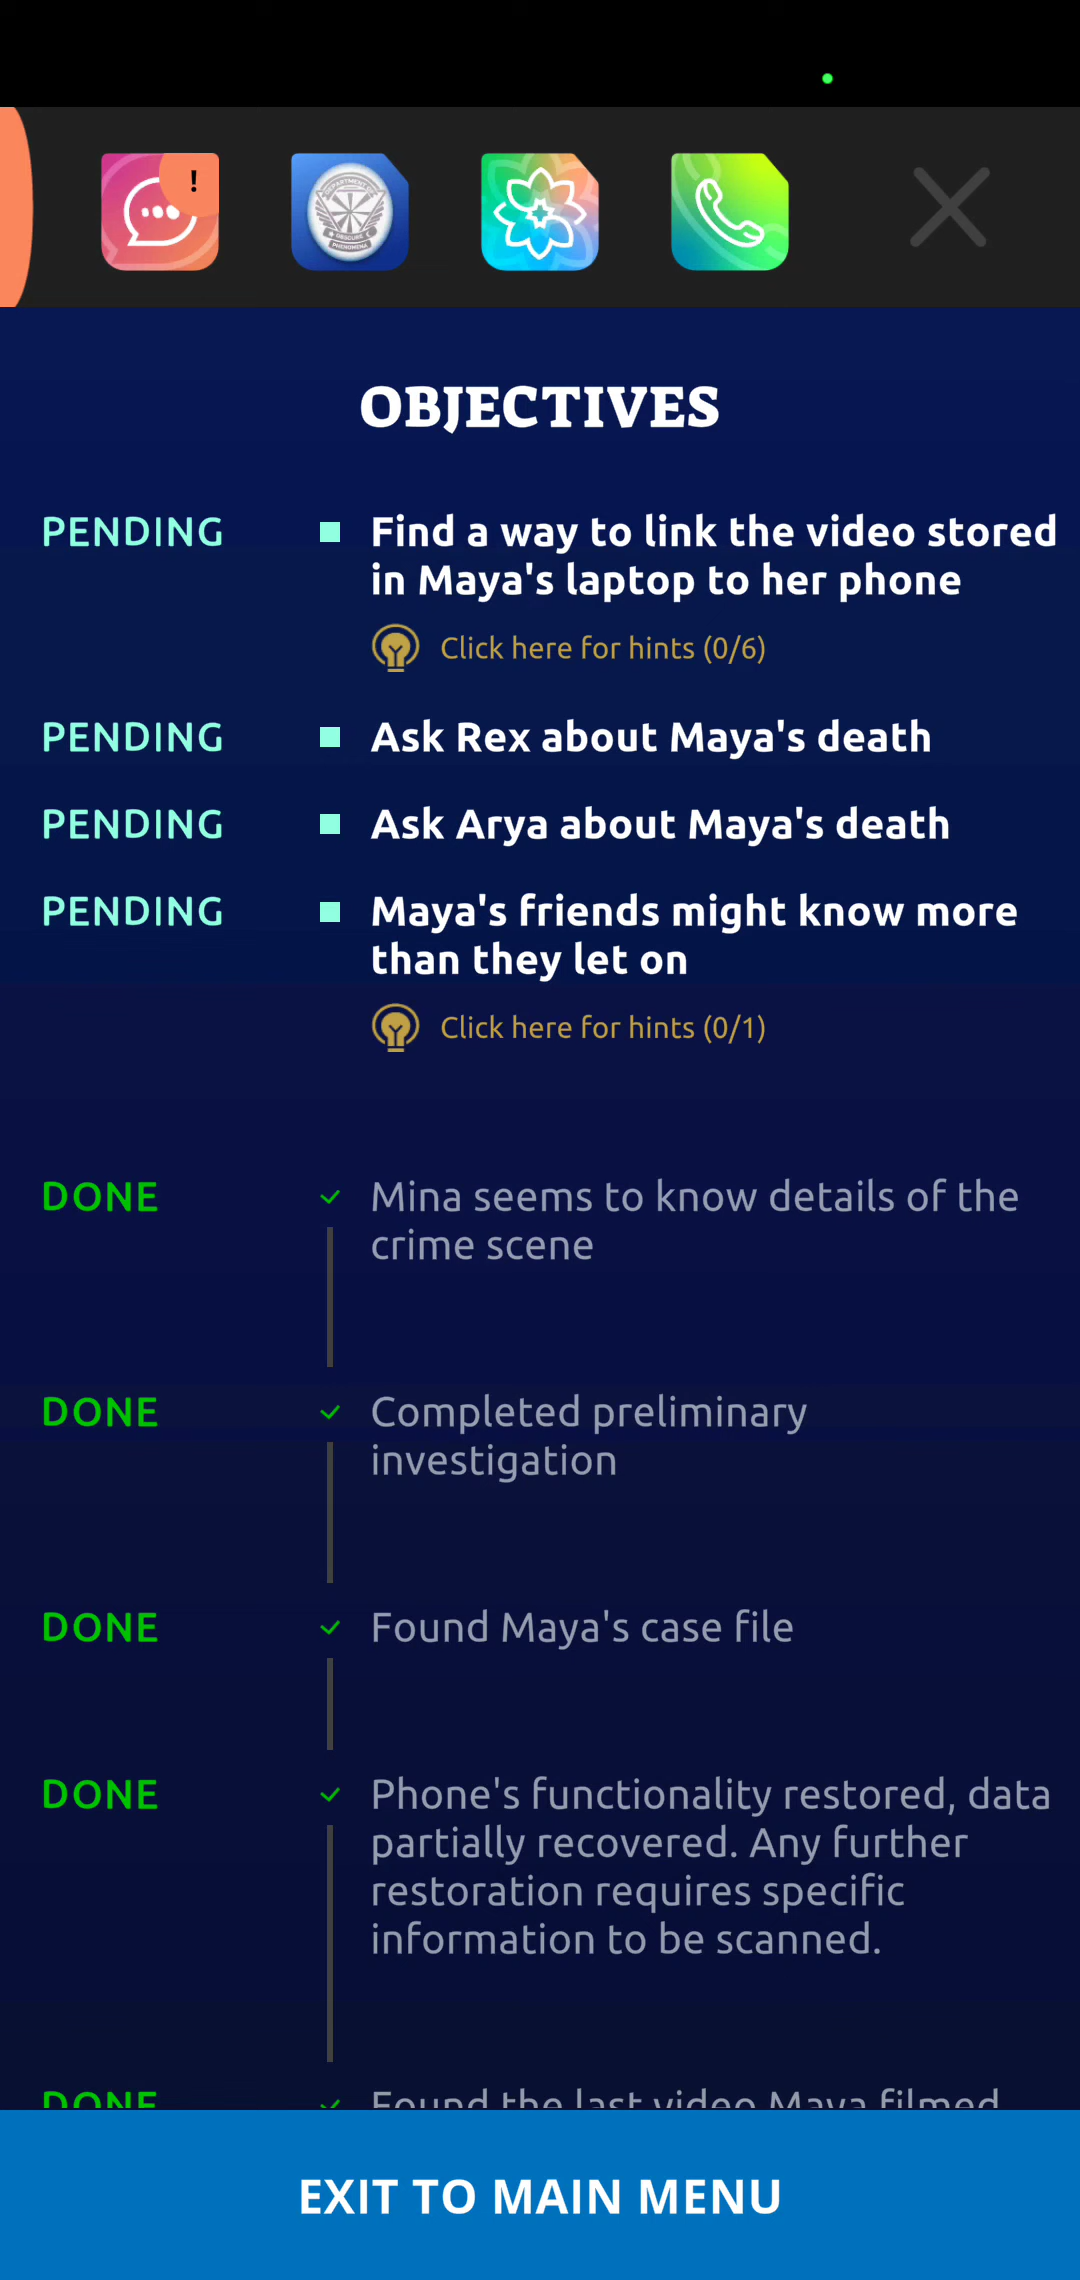 !
DEPARTMENT OF
OBSCURE
PHENOMENA
OBJECTIVES
PENDING
Find a way to link the video stored
in Maya's laptop to her phone
Click here for hints (0/6)
PENDING
Ask Rex about Maya's death
PENDING
Ask Arya about Maya's death
PENDING
Maya's friends might know more
than they let on
Click here for hints (0/1)
DONE
Mina seems to know details of the
crime scene
DONE
Completed preliminary
investigation
DONE
Found Maya's case file
DONE
Phone's functionality restored, data
partially recovered. Any further
restoration requires specific
information to be scanned.
DONE
Found the last video Maya filmed
EXIT TO MAIN MENU